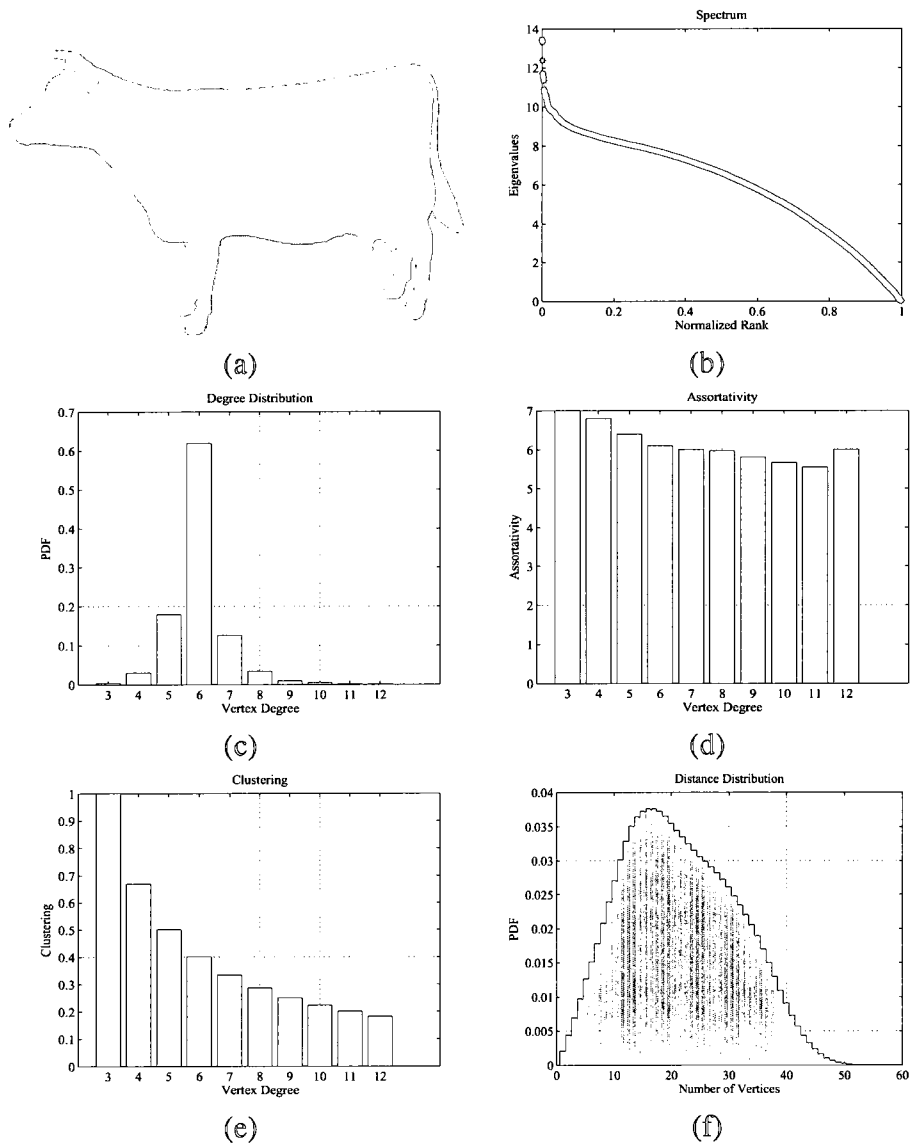 Spectrum
14
12
10
8
6
4
2
0
Eigenvalues
0 0.2 0.4 0.6 0.8 1
Normalized Rank
(a)
(b)
Degree Distribution
0.7
0.6
0.5
0.4
0.3
0.2
0.1
0
PDF
3 4 5 6 7 8 9 10 11 12
Vertex Degree
(c)
Assortativity
7
6
5
4
3
2
1
0
Assortativity
3 4 5 6 7 8 9 10 11 12
Vertex Degree
(d)
Clustering
1
0.9
0.8
0.7
0.6
0.5
0.4
0.3
0.2
0.1
0
Clustering
3 4 5 6 7 8 9 10 11 12
Vertex Degree
(e)
Distance Distribution
0.04
0.035
0.03
0.025
0.02
0.015
0.01
0.005
0
PDF
0 10 20 30 40 50 60
Number of Vertices
(f)